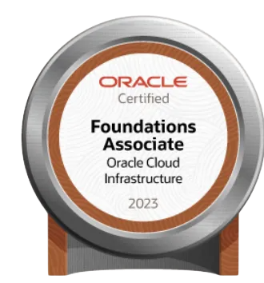 ORACLE
Certified
Foundations
Associate
Oracle Cloud
Infrastructure
2023